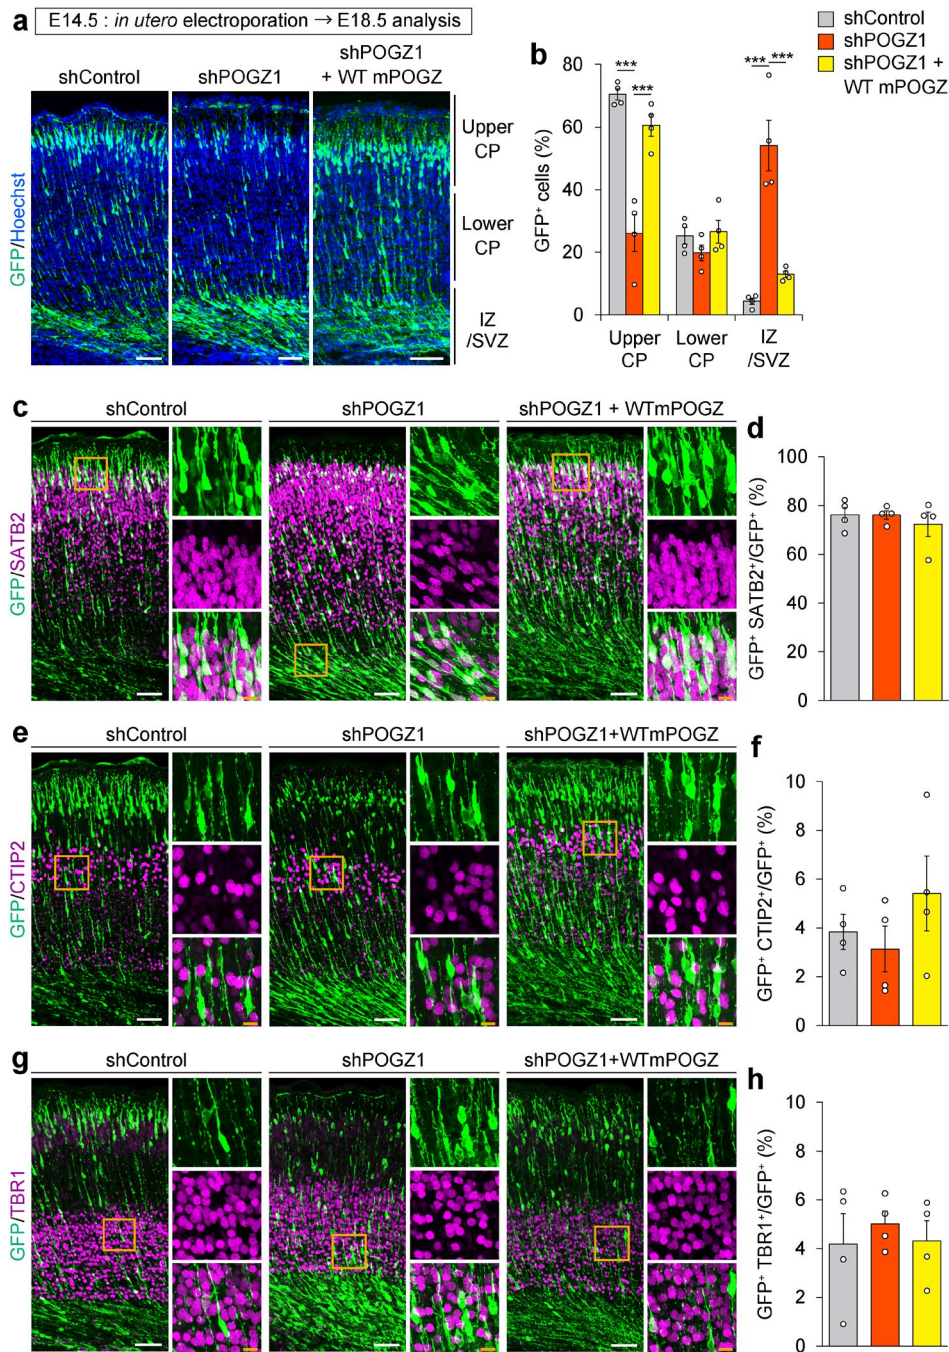 a E14.5 : in utero electroporation → E18.5 analysis
shControl
shPOGZ1
shPOGZ1
+ WT mPOGZ
GFP/Hoechst
Upper
CP
Lower
CP
IZ
/SVZ
shControl
shPOGZ1
shPOGZ1 +
WT mPOGZ
b
GFP⁺ cells (%)
80
60
40
20
0
***
***
*** ***
Upper
CP
Lower
CP
IZ
/SVZ
c
shControl
shPOGZ1
shPOGZ1 + WTmPOGZ
GFP/SATB2
d
GFP⁺ SATB2⁺/GFP⁺ (%)
100
80
60
40
80
0
e
shControl
shPOGZ1
shPOGZ1+WTmPOGZ
GFP/CTIP2
f
GFP⁺ CTIP2⁺/GFP⁺ (%)
10
8
6
4
2
0
g
shControl
shPOGZ1
shPOGZ1+WTmPOGZ
GFP/TBR1
h
GFP⁺ TBR1⁺/GFP⁺ (%)
10
8
6
4
2
0